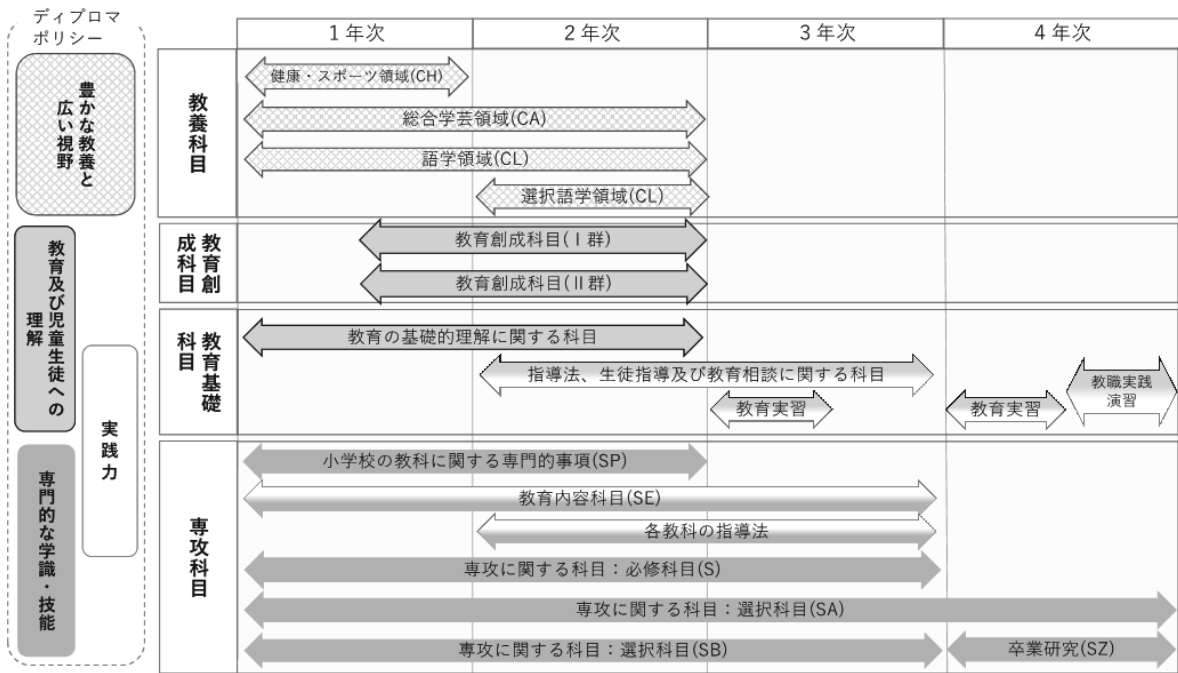 ディプロマ
ポリシー
1年次
2年次
3年次
4年次
豊かな教養と
広い視野
教育及び児童生徒への
理解
実践力
専門的な学識・技能
教養科目
健康・スポーツ領域(CH)
総合学芸領域(CA)
語学領域(CL)
選択語学領域(CL)
教育創
成科目
教育創成科目(Ⅰ群)
教育創成科目(Ⅱ群)
教育基礎
科目
教育の基礎的理解に関する科目
指導法、生徒指導及び教育相談に関する科目
教育実習
教育実習
教職実践
演習
専攻科目
小学校の教科に関する専門的事項(SP)
教育内容科目(SE)
各教科の指導法
専攻に関する科目：必修科目(S)
専攻に関する科目：選択科目(SA)
専攻に関する科目：選択科目(SB)
卒業研究(SZ)